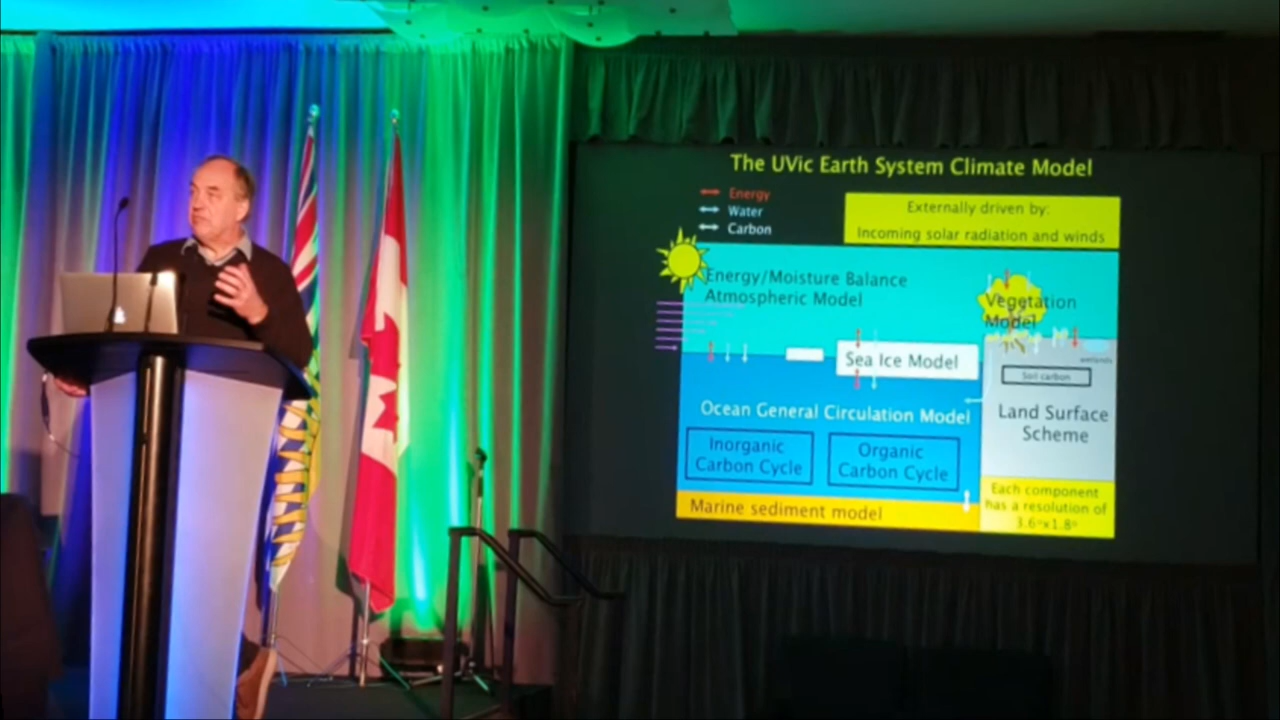 The UVic Earth System Climate Model
Energy
Water
Carbon
Externally driven by:
Incoming solar radiation and winds
Energy/Moisture Balance
Atmospheric Model
Vegetation
Model
Sea Ice Model
wetlands
Soil carbon
Ocean General Circulation Model
Land Surface
Scheme
Inorganic
Carbon Cycle
Organic
Carbon Cycle
Marine sediment model
Each component
has a resolution of
3.6°x1.8°